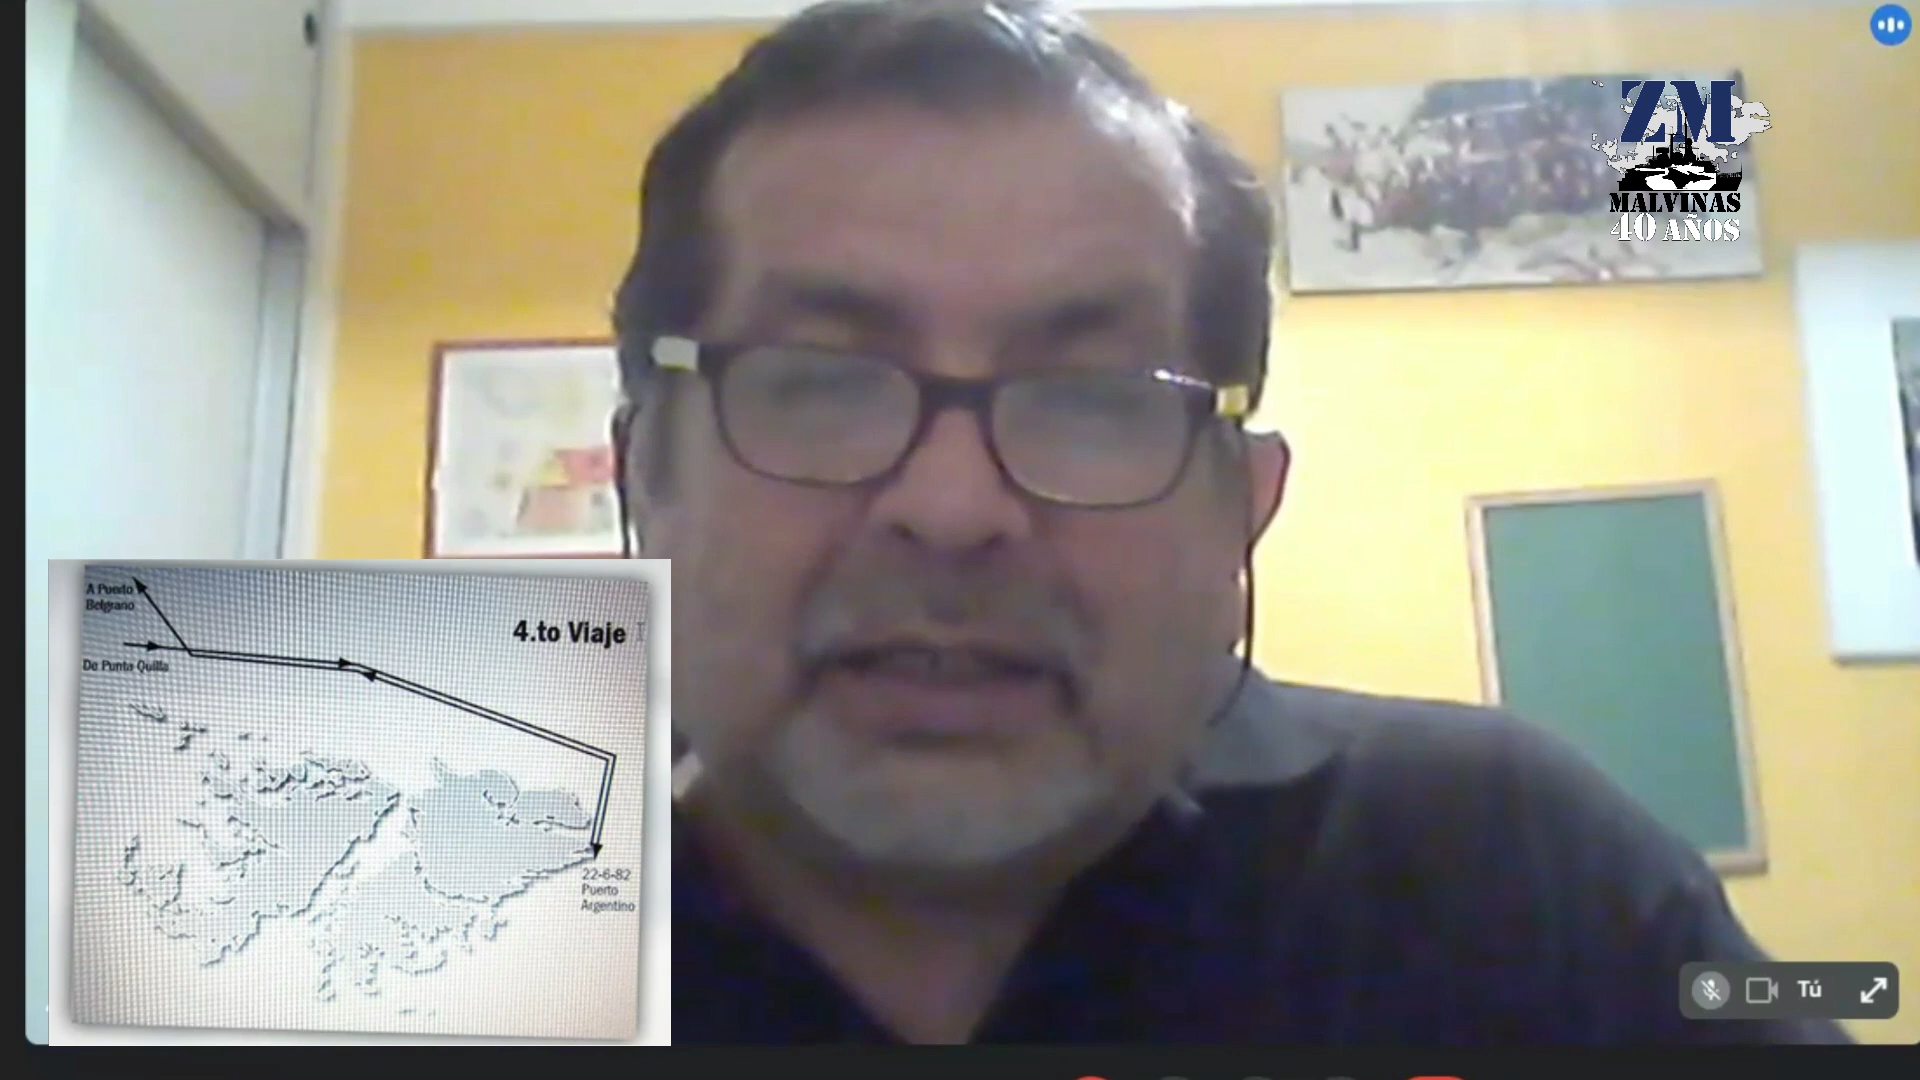 ZM
MALVINAS
40 AÑOS
A Puerto
Belgrano
4.to Viaje
De Punta Quilla
22-6-82
Puerto
Argentino
Tú